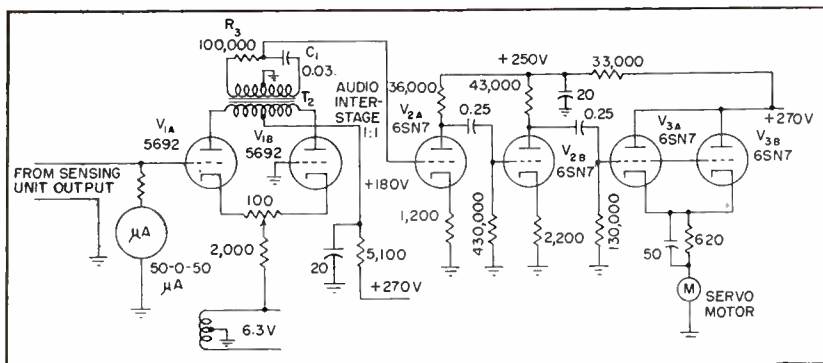 R3
100,000
C1
0.03
T2
AUDIO
INTER-
STAGE
1:1
V1A
5692
V1B
5692
FROM SENSING
UNIT OUTPUT
µA
50-0-50
µA
100
2,000
6.3V
20
+180V
5,100
+270V
36,000
V2A
6SN7
0.25
1,200
430,000
+250V
43,000
20
33,000
0.25
V2B
6SN7
2,200
130,000
+270V
V3A
6SN7
V3B
6SN7
50
620
M
SERVO
MOTOR